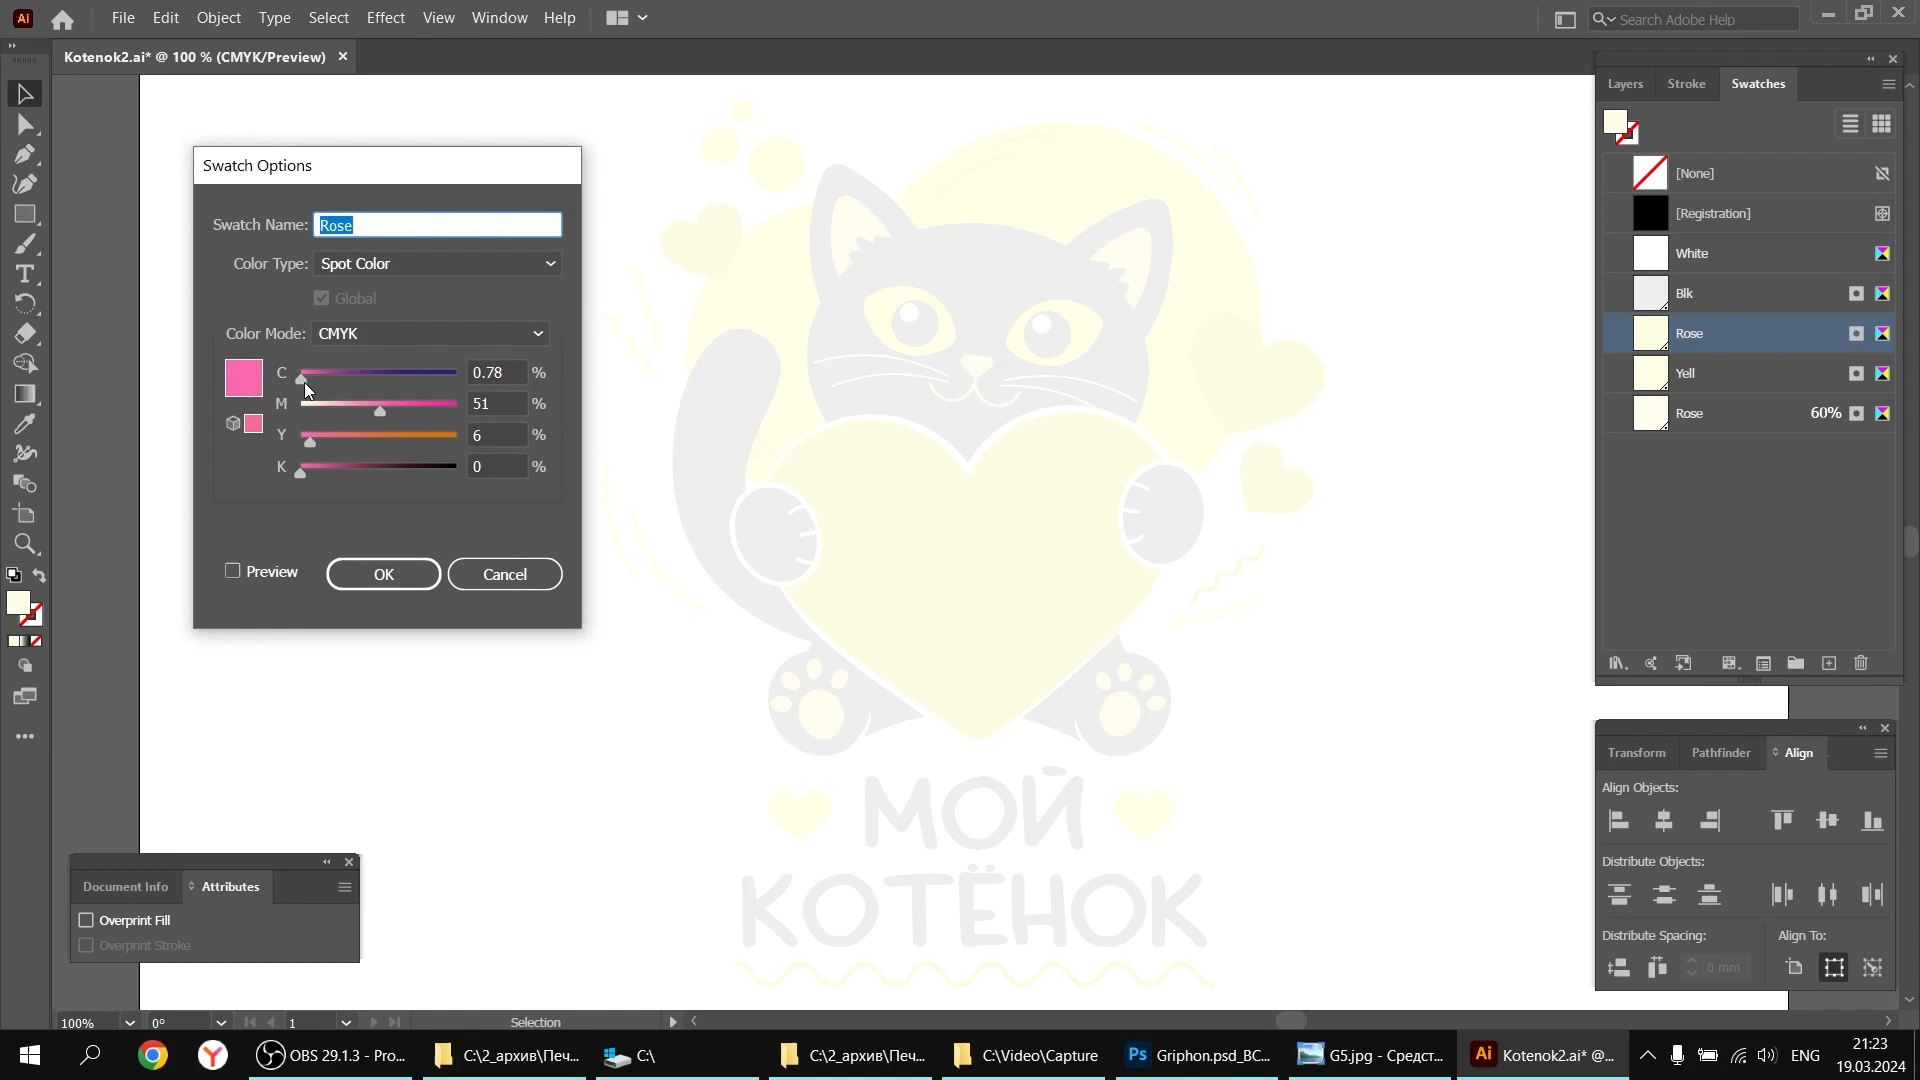 Ai
File Edit Object Type Select Effect View Window Help
Search Adobe Help
Kotenok2.ai* @ 100 % (CMYK/Preview)
Layers Stroke Swatches
Swatch Options
Swatch Name: Rose
Color Type: Spot Color
Global
Color Mode: CMYK
C 0.78 %
M 51 %
Y 6 %
K 0 %
Preview OK Cancel
[None]
[Registration]
White
Blk
Rose
Yell
Rose 60%
МОЙ
КОТЁНОК
Transform Pathfinder Align
Align Objects:
Distribute Objects:
Distribute Spacing: Align To:
0 mm
Document Info Attributes
Overprint Fill
Overprint Stroke
100% 0° 1 Selection
OBS 29.1.3 - Pro...
C:\2_архив\Печ...
C:\
C:\2_архив\Печ...
C:\Video\Capture
Ps Griphon.psd_BC...
G5.jpg - Средст...
Ai Kotenok2.ai* @...
ENG
21:23
19.03.2024